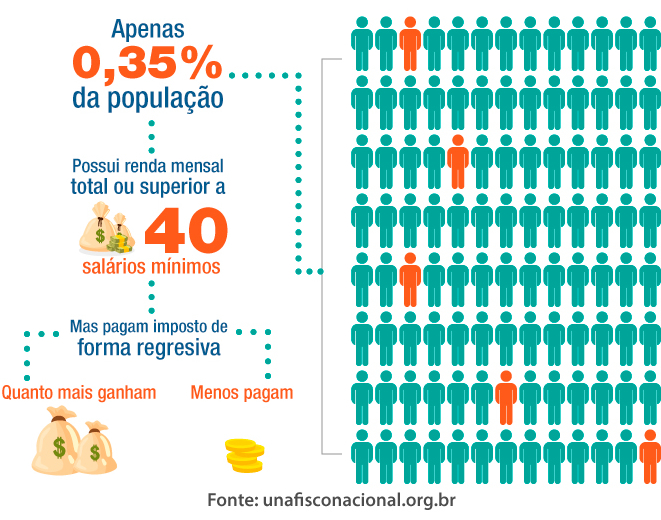 Apenas
0,35%
da população
Possui renda mensal
total ou superior a
$ $ 40
salários mínimos
Mas pagam imposto de
forma regresiva
Quanto mais ganham
Menos pagam
$ $
Fonte: unafisconacional.org.br